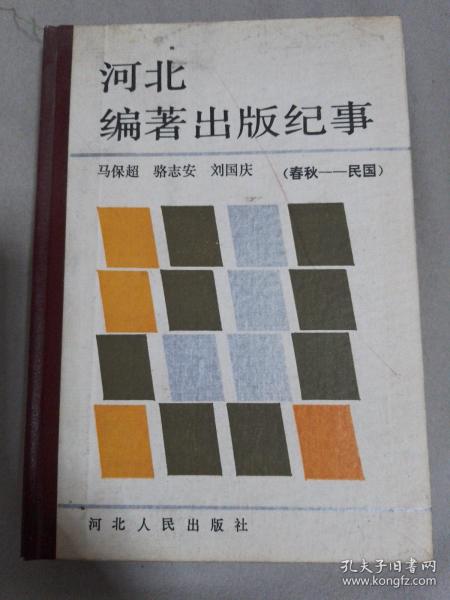 河北
编著出版纪事
马保超 骆志安 刘国庆 （春秋——民国）
河北人民出版社
孔夫子旧书网
www.kongfz.com